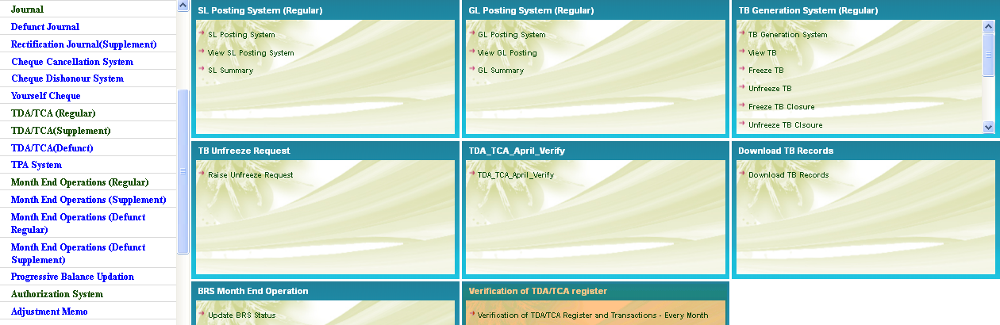 Journal
Defunct Journal
Rectification Journal(Supplement)
Cheque Cancellation System
Cheque Dishonour System
Yourself Cheque
TDA/TCA (Regular)
TDA/TCA(Supplement)
TDA/TCA(Defunct)
TPA System
Month End Operations (Regular)
Month End Operations (Supplement)
Month End Operations (Defunct
Regular)
Month End Operations (Defunct
Supplement)
Progressive Balance Updation
Authorization System
Adjustment Memo
SL Posting System (Regular)
SL Posting System
View SL Posting System
SL Summary
GL Posting System (Regular)
GL Posting System
View GL Posting
GL Summary
TB Generation System (Regular)
TB Generation System
View TB
Freeze TB
Unfreeze TB
Freeze TB Closure
Unfreeze TB Clsoure
TB Unfreeze Request
Raise Unfreeze Request
TDA_TCA_April_Verify
TDA_TCA_April_Verify
Download TB Records
Download TB Records
BRS Month End Operation
Update BRS Status
Verification of TDA/TCA register
Verification of TDA/TCA Register and Transactions - Every Month